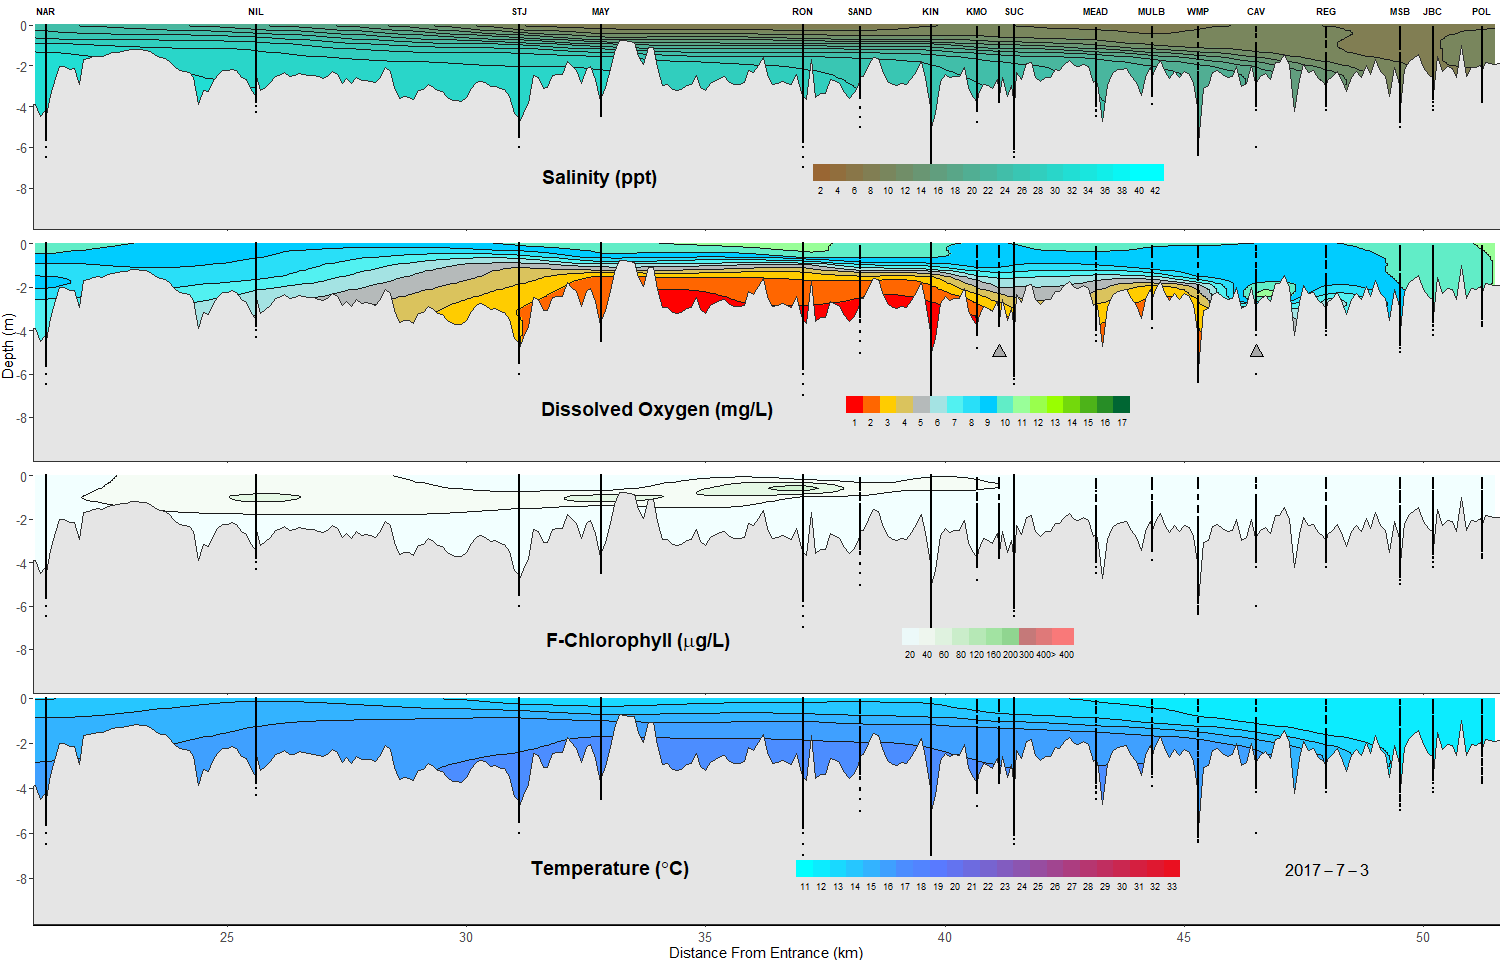 NAR NIL STJ MAY RON SAND KIN KMO SUC MEAD MULB WMP CAV REG MSB JBC POL
0
-2
-4
-6
-8
Salinity (ppt)
2 4 6 8 10 12 14 16 18 20 22 24 26 28 30 32 34 36 38 40 42
0
-2
-4
-6
-8
Depth (m)
Dissolved Oxygen (mg/L)
1 2 3 4 5 6 7 8 9 10 11 12 13 14 15 16 17
0
-2
-4
-6
-8
F-Chlorophyll (μg/L)
20 40 60 80 120 160 200 300 400> 400
0
-2
-4
-6
-8
Temperature (°C)
11 12 13 14 15 16 17 18 19 20 21 22 23 24 25 26 27 28 29 30 31 32 33
2017 – 7 – 3
25 30 35 40 45 50
Distance From Entrance (km)